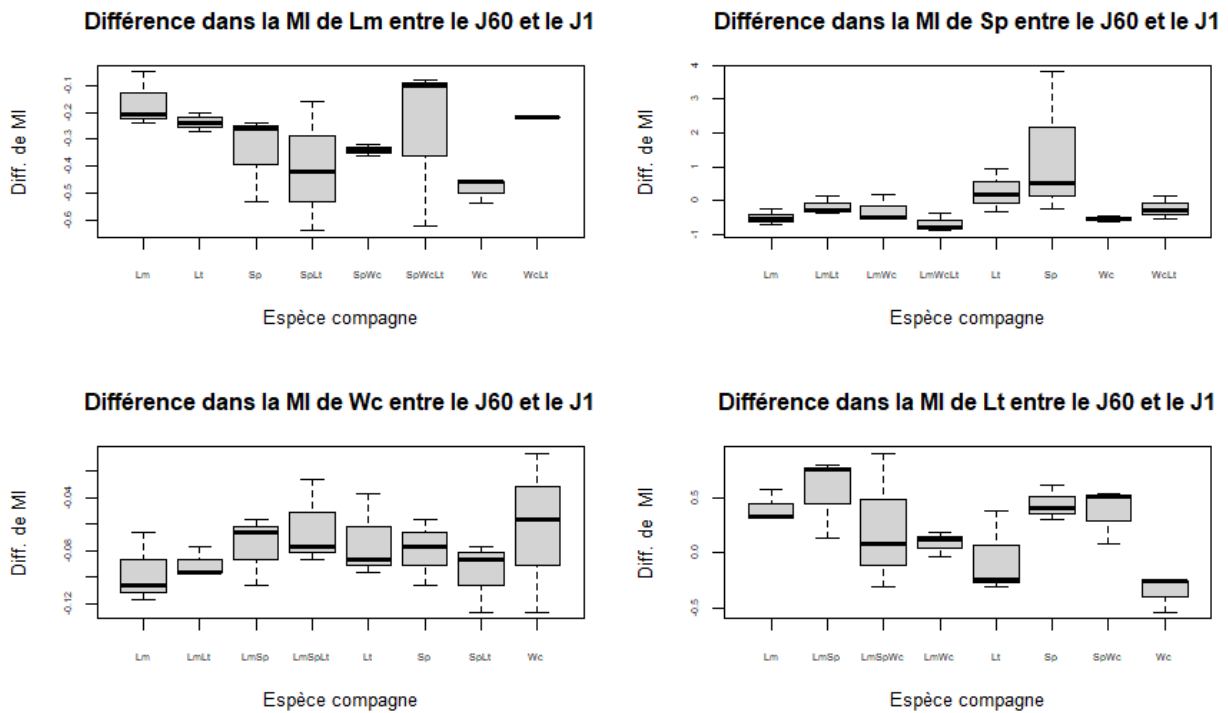 Différence dans la MI de Lm entre le J60 et le J1
Diff. de MI
-0.1
-0.2
-0.3
-0.4
-0.5
-0.6
Lm Lt Sp SpLt SpWc SpWcLt Wc WcLt
Espèce compagne
Différence dans la MI de Sp entre le J60 et le J1
Diff. de MI
4
3
2
1
0
-1
Lm LmLt LmWc LmWcLt Lt Sp Wc WcLt
Espèce compagne
Différence dans la MI de Wc entre le J60 et le J1
Diff. de MI
-0.04
-0.08
-0.12
Lm LmLt LmSp LmSpLt Lt Sp SpLt Wc
Espèce compagne
Différence dans la MI de Lt entre le J60 et le J1
Diff. de MI
0.5
0.0
-0.5
Lm LmSp LmSpWc LmWc Lt Sp SpWc Wc
Espèce compagne